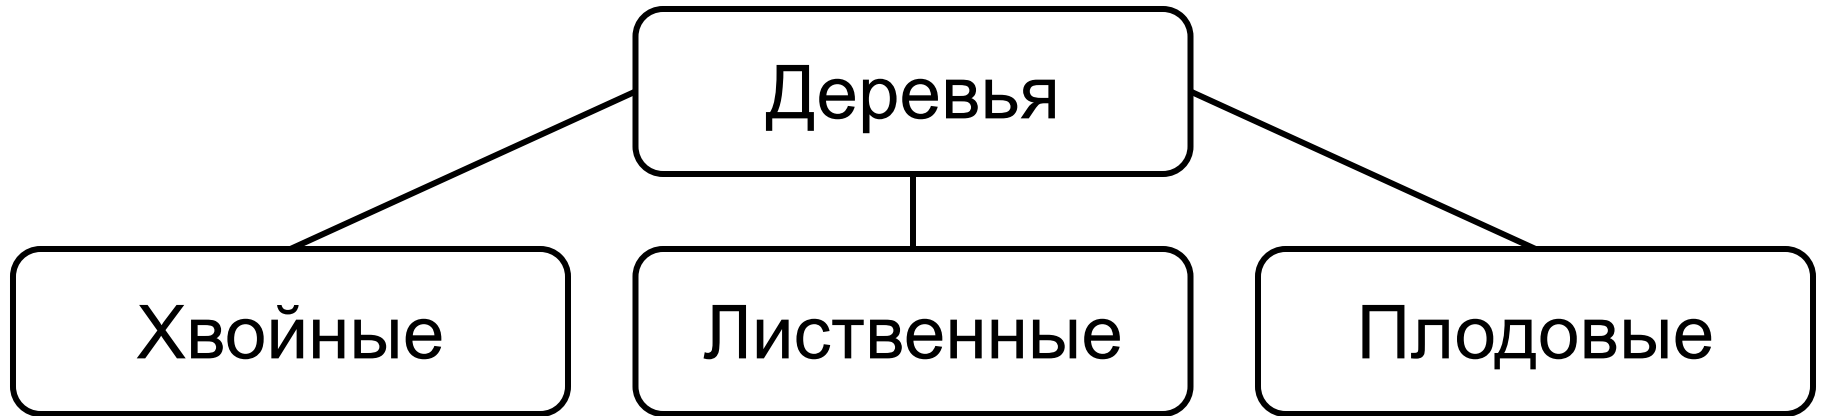 Деревья
Хвойные
Лиственные
Плодовые